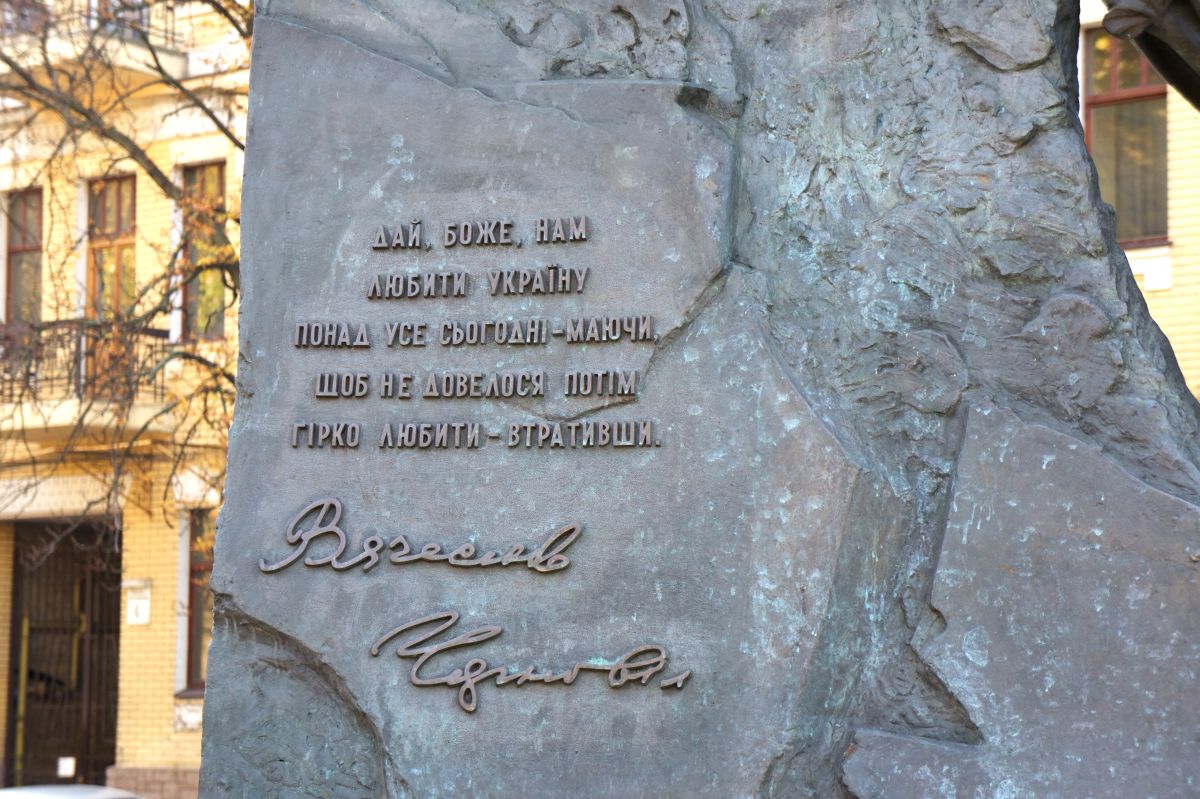 ДАЙ, БОЖЕ, НАМ
ЛЮБИТИ УКРАЇНУ
ПОНАД УСЕ СЬОГОДНІ-МАЮЧИ,
ЩОБ НЕ ДОВЕЛОСЯ ПОТІМ
ГІРКО ЛЮБИТИ-ВТРАТИВШИ.
Вячеслав
Чорновіл